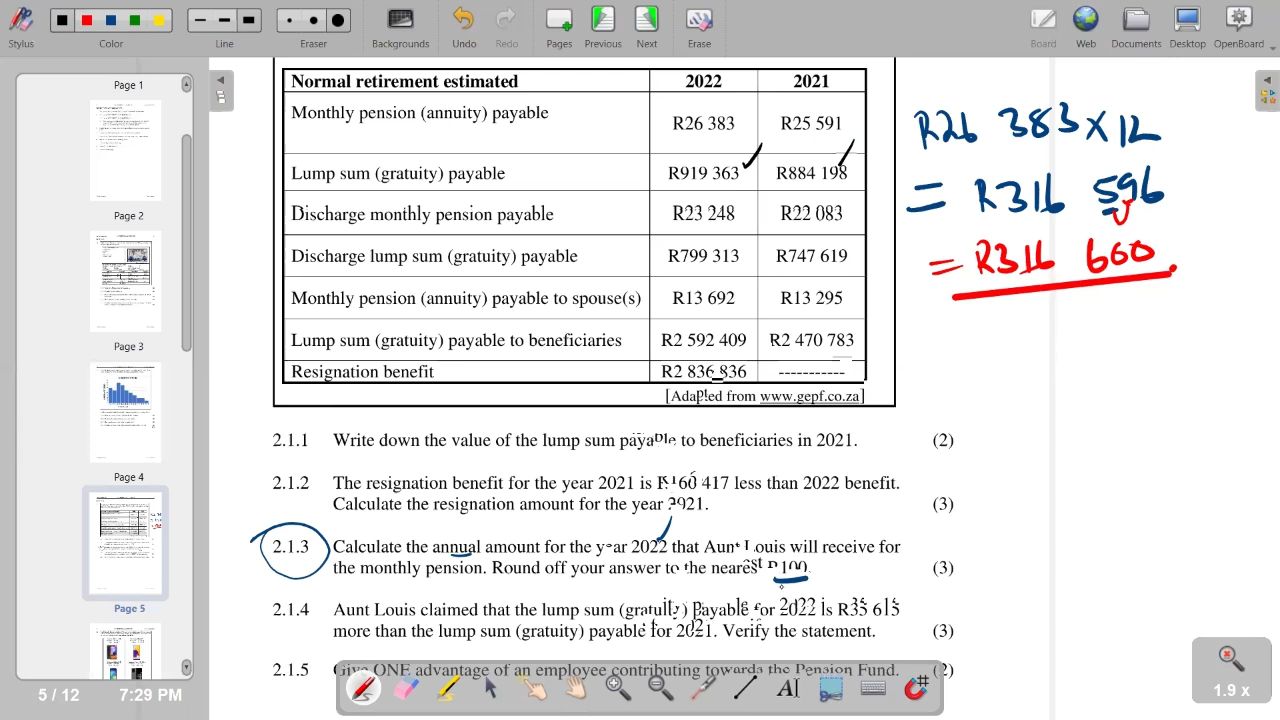 Stylus Color Line Eraser Backgrounds Undo Redo Pages Previous Next Erase Board Web Documents Desktop OpenBoard
Page 1
Page 2
Page 3
Page 4
Page 5
Normal retirement estimated 2022 2021
Monthly pension (annuity) payable R26 383 R25 591
Lump sum (gratuity) payable R919 363 R884 198
Discharge monthly pension payable R23 248 R22 083
Discharge lump sum (gratuity) payable R799 313 R747 619
Monthly pension (annuity) payable to spouse(s) R13 692 R13 295
Lump sum (gratuity) payable to beneficiaries R2 592 409 R2 470 783
Resignation benefit R2 836 836 -----------
[Adapted from www.gepf.co.za]
R26 383 x 12
= R316 596
= R316 600.
2.1.1 Write down the value of the lump sum payable to beneficiaries in 2021. (2)
2.1.2 The resignation benefit for the year 2021 is R160 417 less than 2022 benefit.
Calculate the resignation amount for the year 2021. (3)
2.1.3 Calculate the annual amount for the year 2022 that Aunt Louis will receive for
the monthly pension. Round off your answer to the nearest R100. (3)
2.1.4 Aunt Louis claimed that the lump sum (gratuity) payable for 2022 is R35 615
more than the lump sum (gratuity) payable for 2021. Verify the statement. (3)
2.1.5 Give ONE advantage of an employee contributing towards the Pension Fund. (2)
5 / 12 7:29 PM
1.9 x